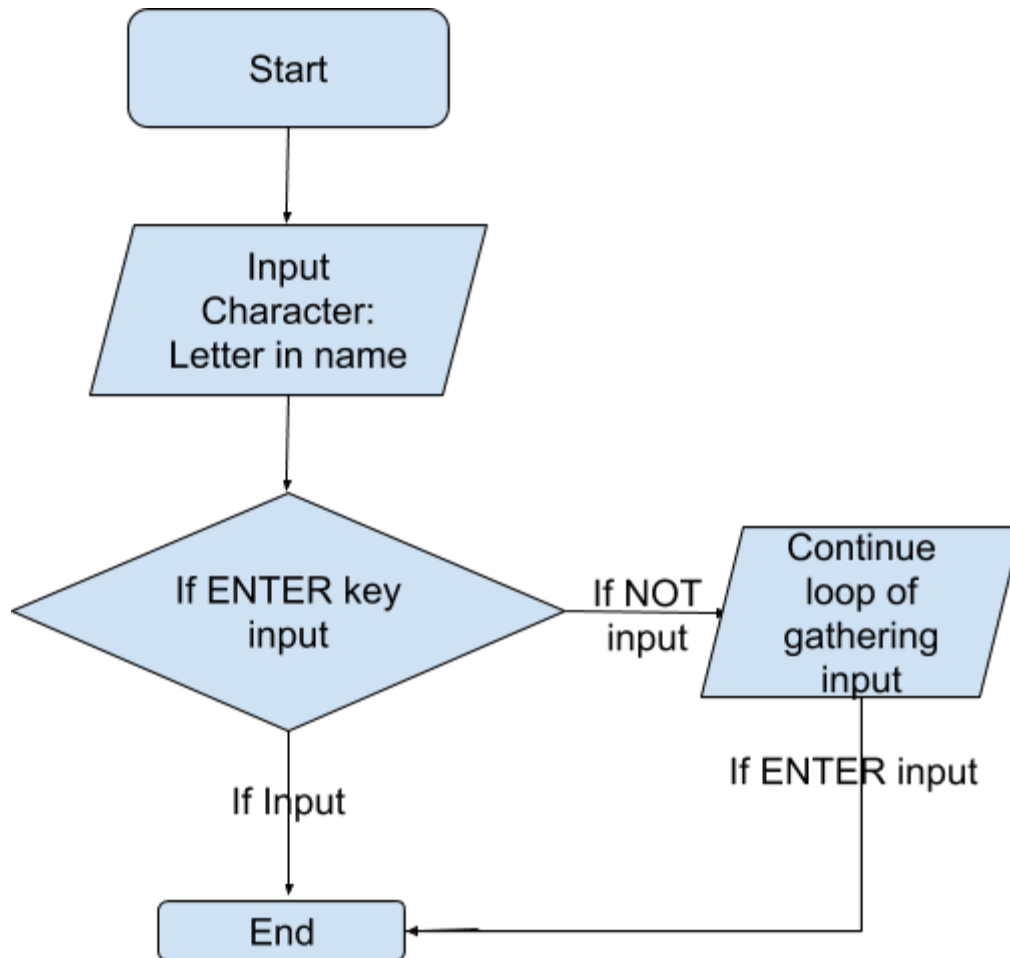 Start
Input
Character:
Letter in name
If ENTER key
input
If NOT
input
Continue
loop of
gathering
input
If Input
If ENTER input
End